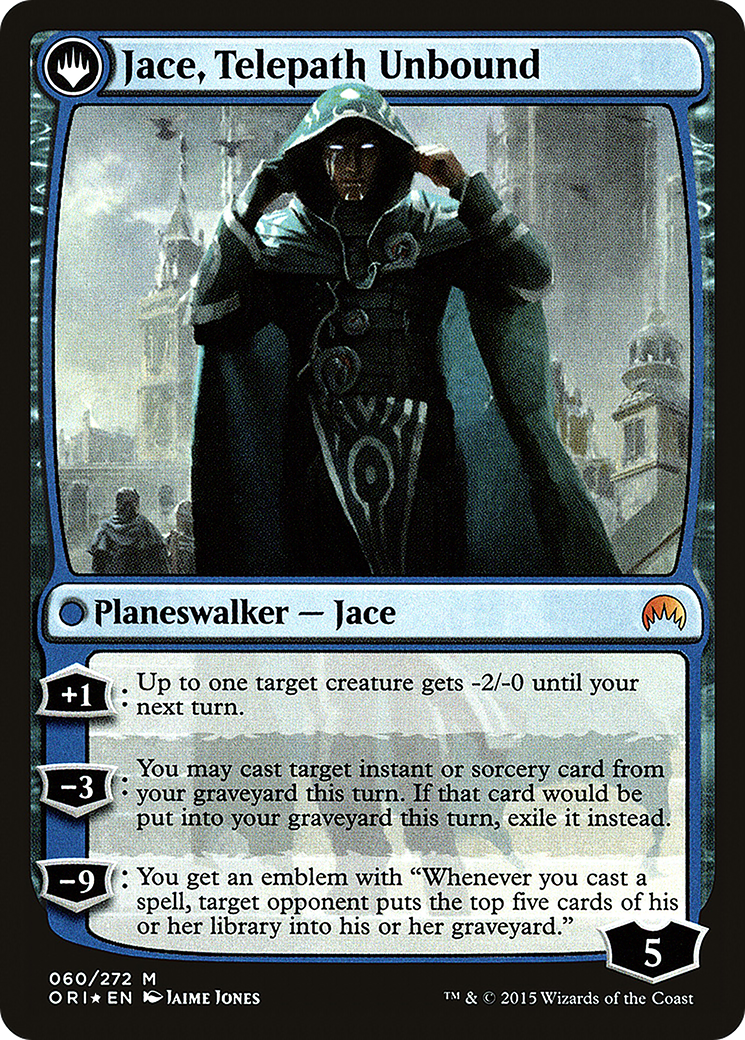 Jace, Telepath Unbound
Planeswalker — Jace
+1
: Up to one target creature gets -2/-0 until your
next turn.
−3
: You may cast target instant or sorcery card from
your graveyard this turn. If that card would be
put into your graveyard this turn, exile it instead.
−9
: You get an emblem with “Whenever you cast a
spell, target opponent puts the top five cards of his
or her library into his or her graveyard.”
5
060/272 M
ORI★EN Jaime Jones
™ & © 2015 Wizards of the Coast